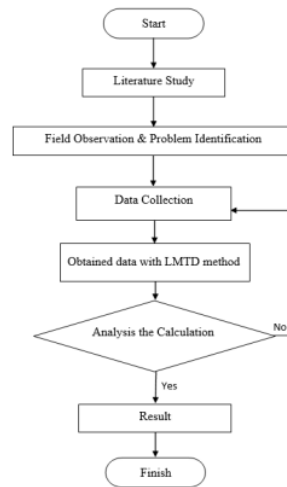 Start
Literature Study
Field Observation & Problem Identification
Data Collection
Obtained data with LMTD method
Analysis the Calculation
No
Yes
Result
Finish